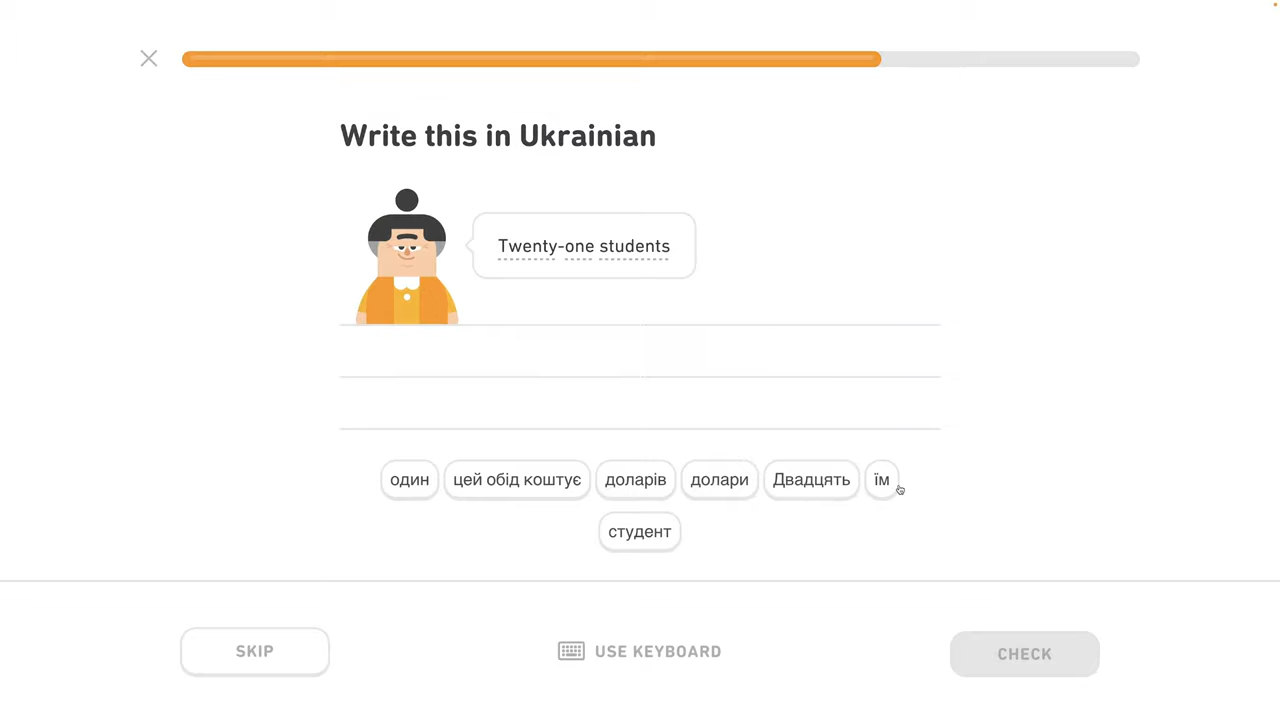 Write this in Ukrainian
Twenty-one students
один цей обід коштує доларів долари Двадцять їм
студент
SKIP USE KEYBOARD CHECK